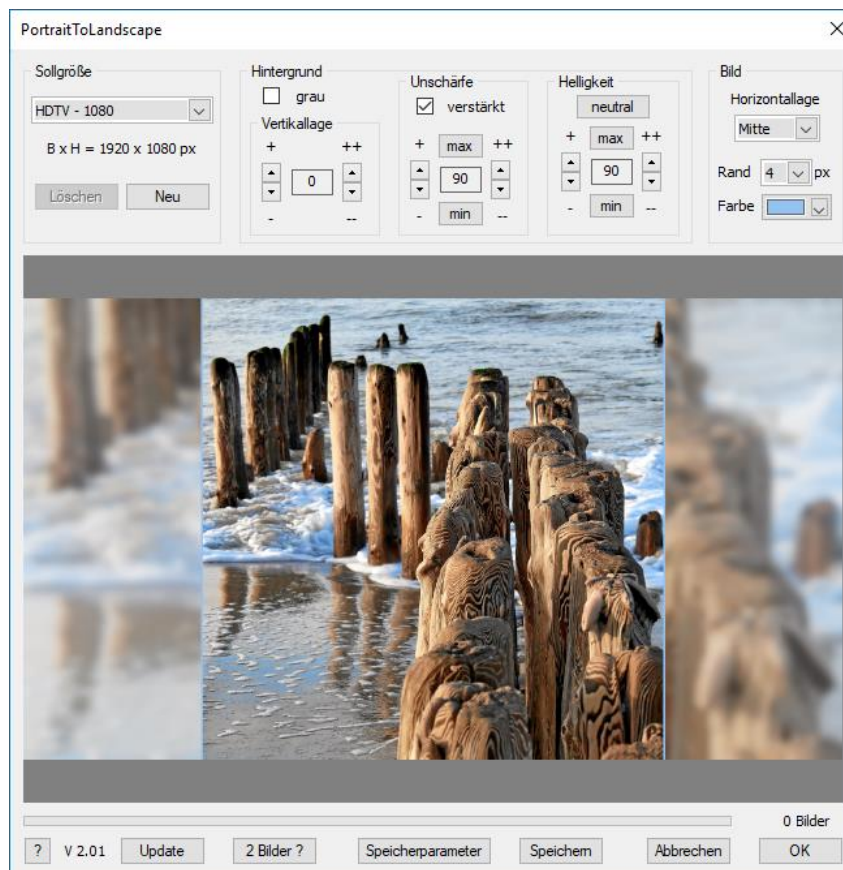 PortraitToLandscape
Sollgröße
HDTV - 1080
B x H = 1920 x 1080 px
Löschen
Neu
Hintergrund
grau
Vertikallage
+ ++
0
- --
Unschärfe
verstärkt
+ max ++
90
- min --
Helligkeit
neutral
+ max ++
90
- min --
Bild
Horizontallage
Mitte
Rand 4 px
Farbe
0 Bilder
? V 2.01 Update 2 Bilder ? Speicherparameter Speichern Abbrechen OK